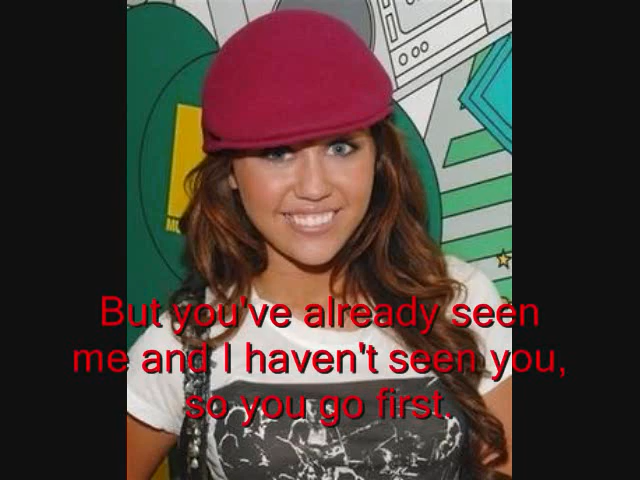 But you've already seen
me and I haven't seen you,
so you go first.